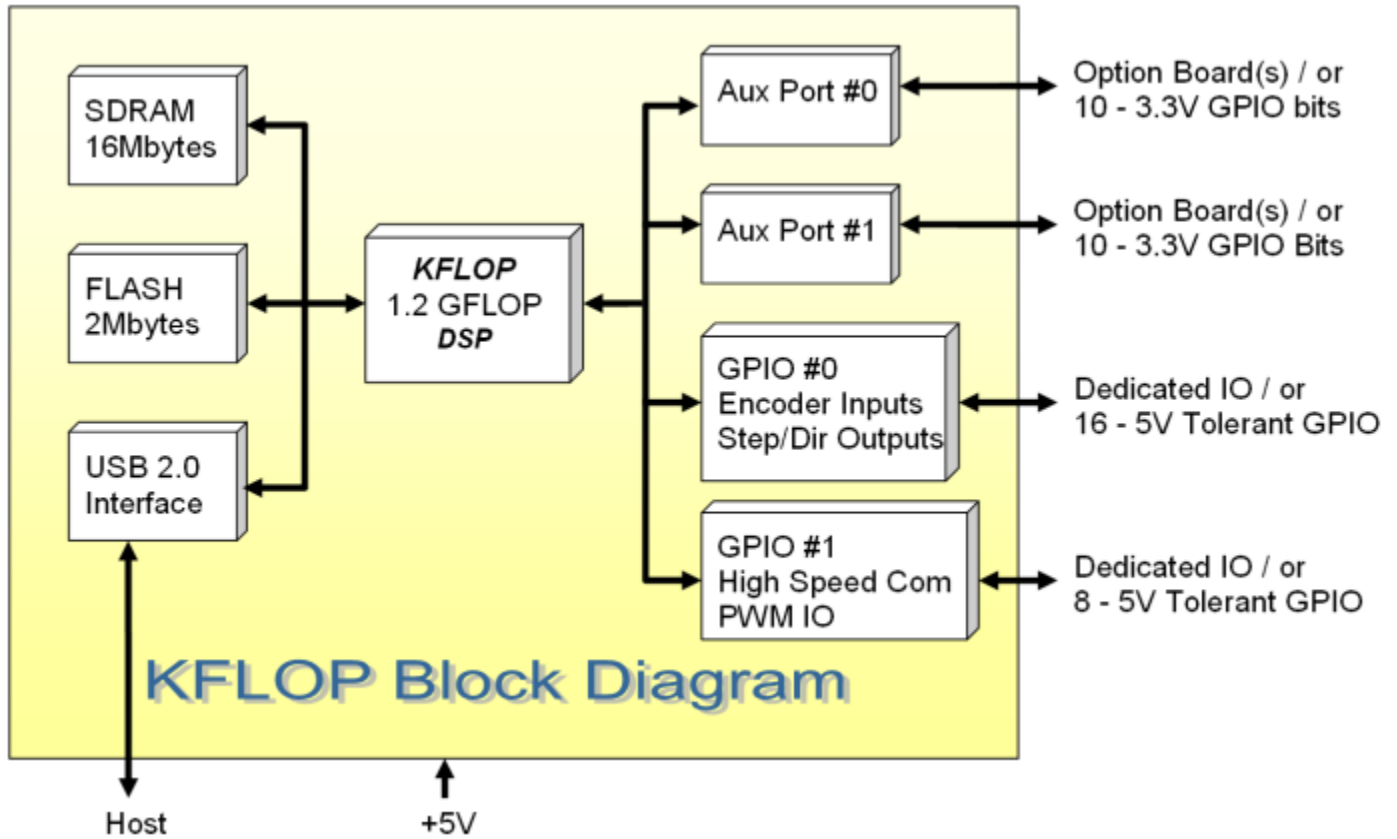 SDRAM
16Mbytes
FLASH
2Mbytes
USB 2.0
Interface
KFLOP
1.2 GFLOP
DSP
Aux Port #0
Option Board(s) / or
10 - 3.3V GPIO bits
Aux Port #1
Option Board(s) / or
10 - 3.3V GPIO Bits
GPIO #0
Encoder Inputs
Step/Dir Outputs
Dedicated IO / or
16 - 5V Tolerant GPIO
GPIO #1
High Speed Com
PWM IO
Dedicated IO / or
8 - 5V Tolerant GPIO
KFLOP Block Diagram
Host
+5V